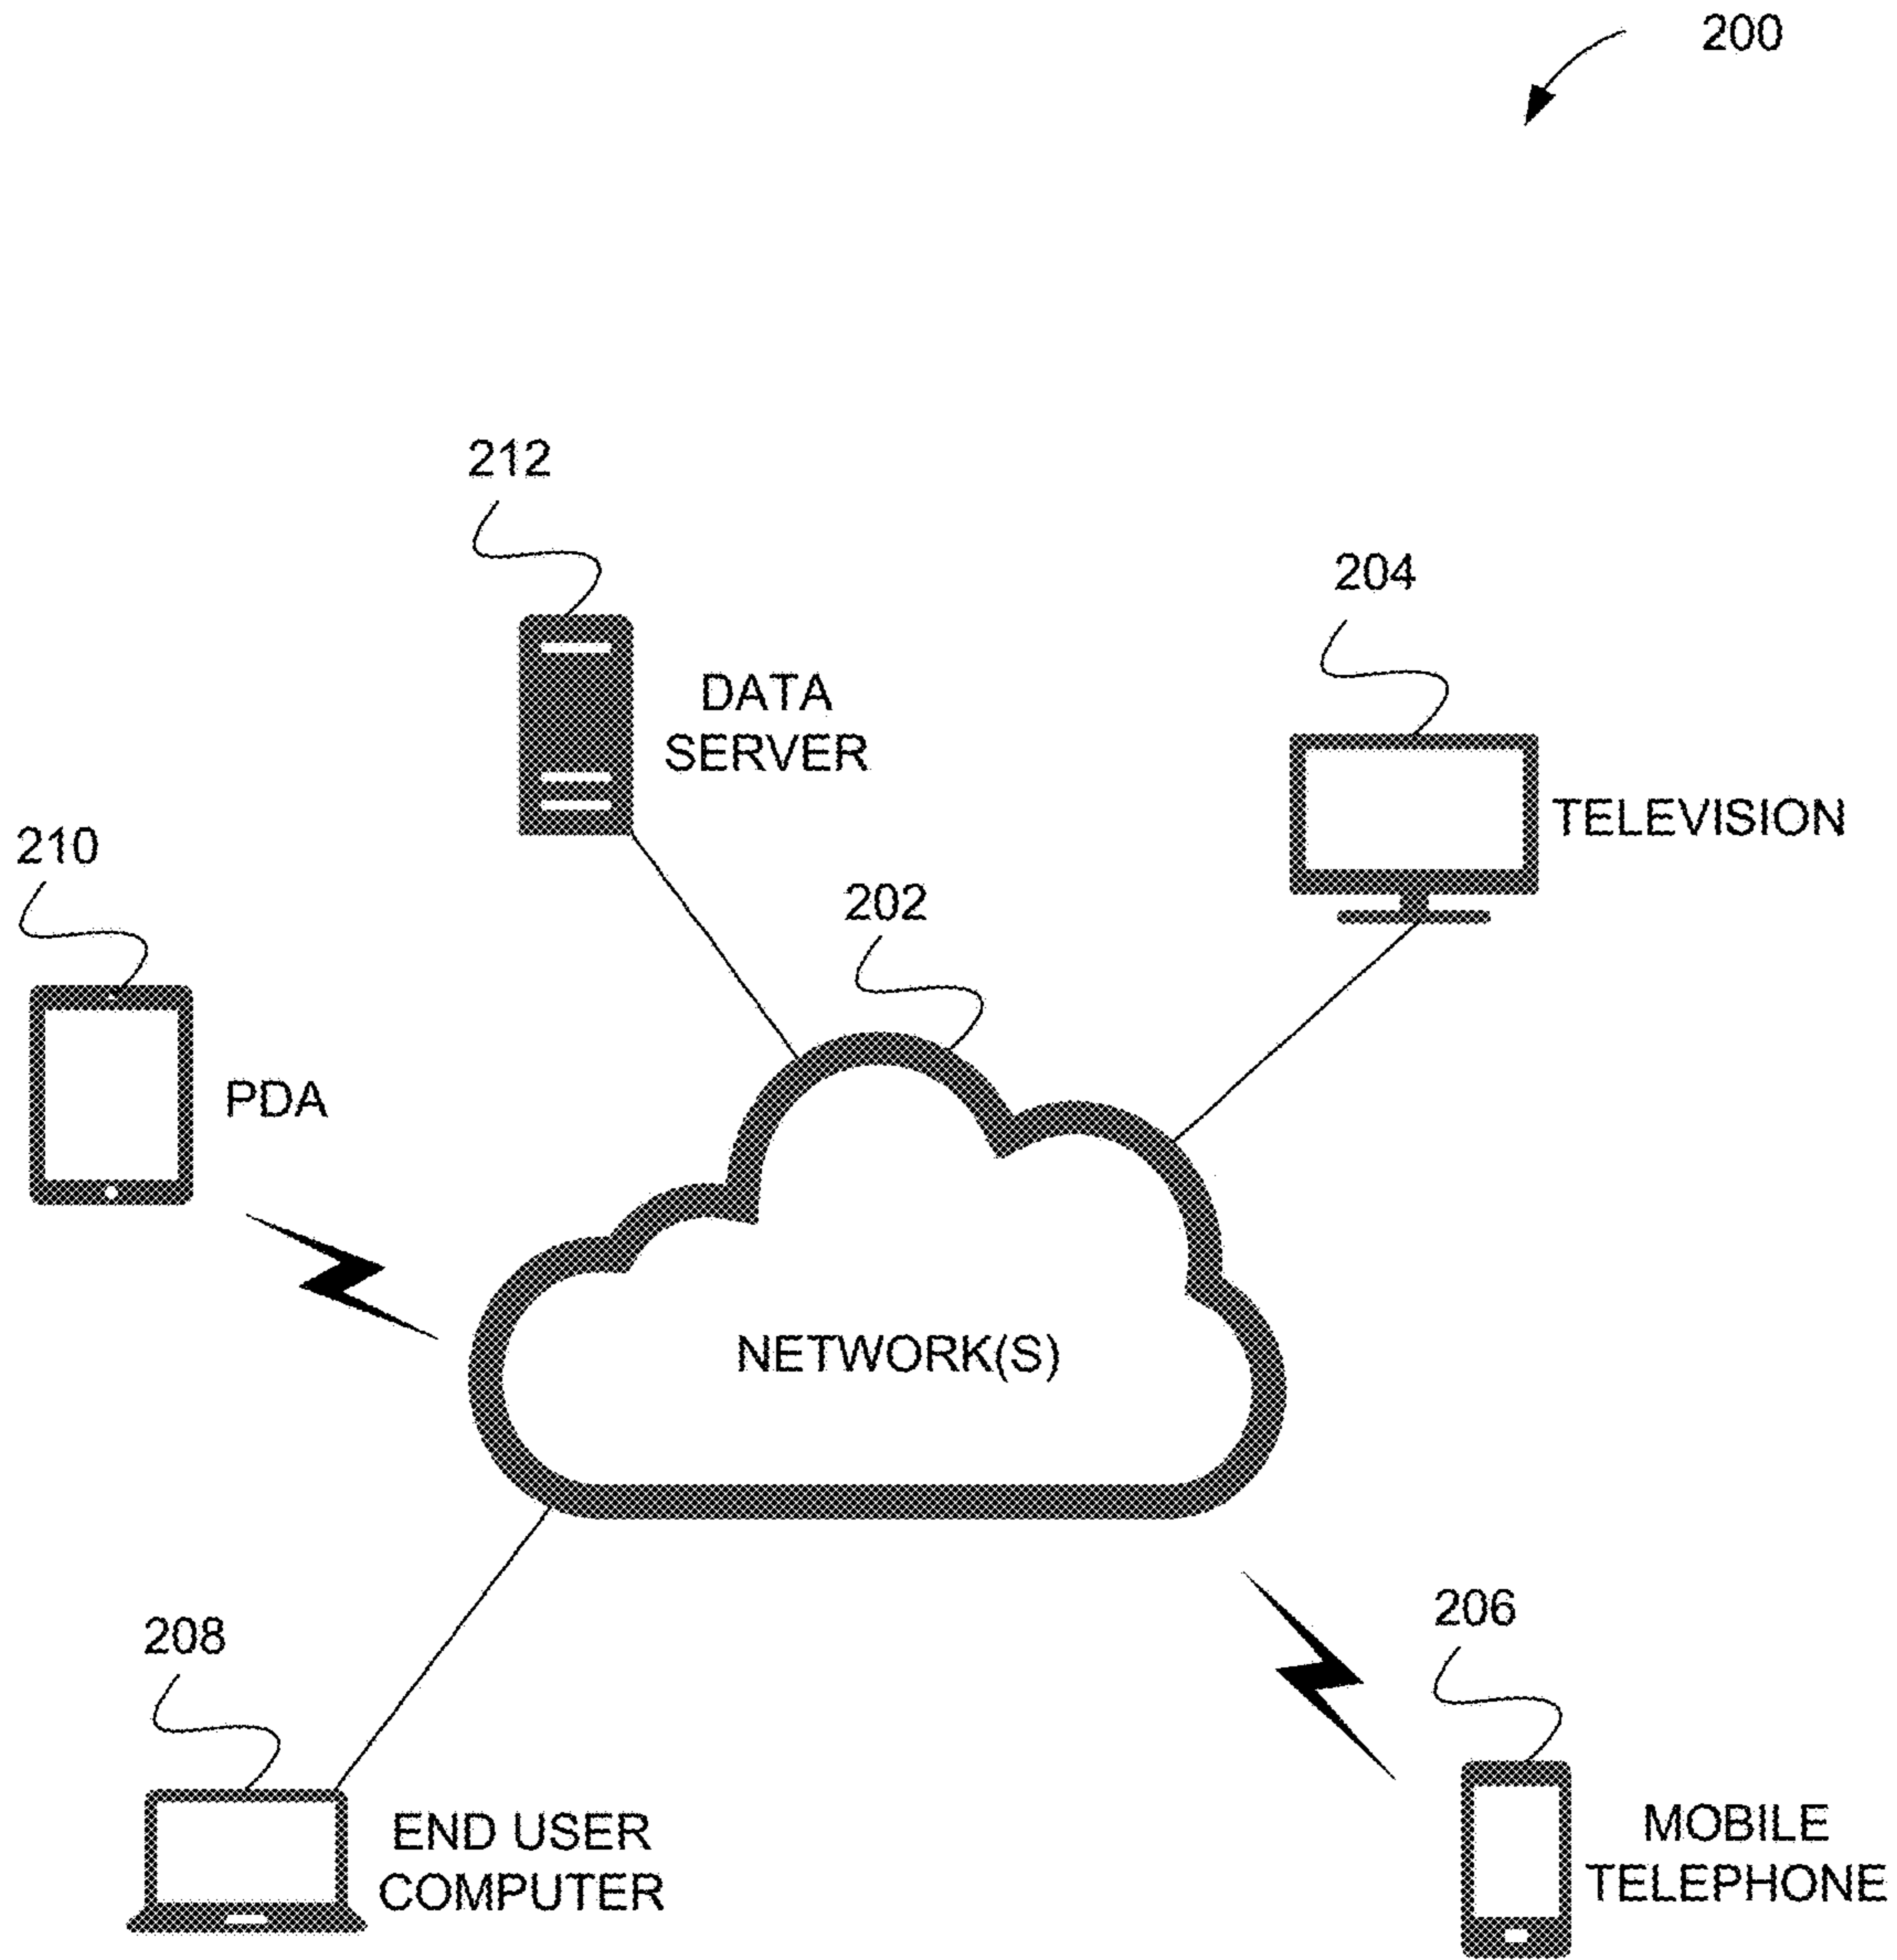 200
212
204
DATA
SERVER
TELEVISION
210
202
PDA
NETWORK(S)
208
206
END USER
COMPUTER
MOBILE
TELEPHONE